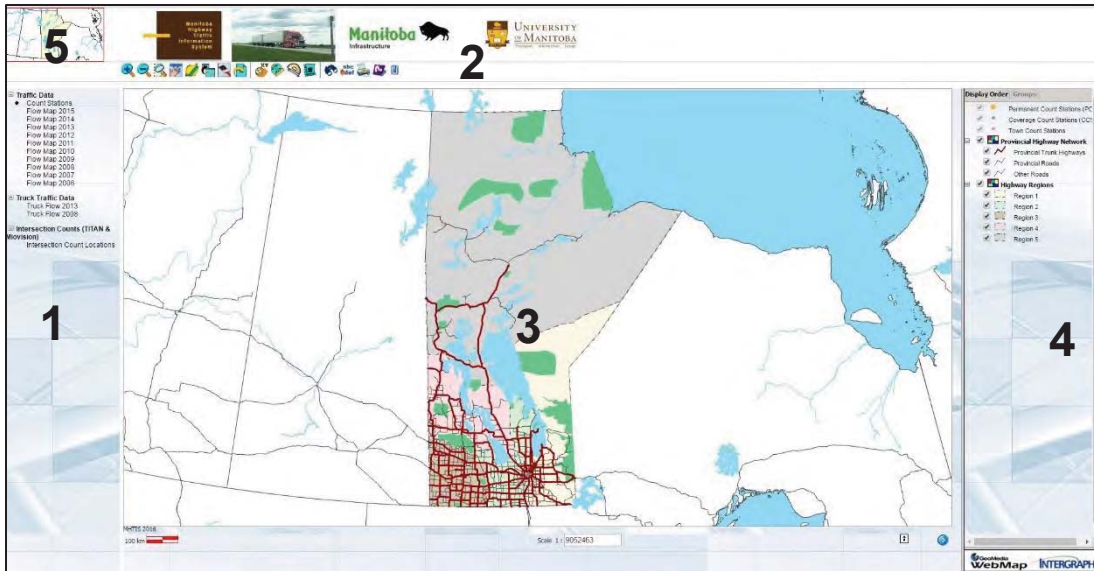 5
Manitoba
Highway
Traffic
Information
System
Manitoba
Infrastructure
UNIVERSITY
OF MANITOBA
2
Traffic Data
Count Stations
Flow Map 2015
Flow Map 2014
Flow Map 2013
Flow Map 2012
Flow Map 2011
Flow Map 2010
Flow Map 2009
Flow Map 2008
Flow Map 2007
Flow Map 2006
Truck Traffic Data
Truck Flow 2013
Truck Flow 2008
Intersection Counts (TITAN &
Miovision)
Intersection Count Locations
1
3
Display Order Groups
Permanent Count Stations (PC
Coverage Count Stations (CCS
Town Count Stations
Provincial Highway Network
Provincial Trunk Highways
Provincial Roads
Other Roads
Highway Regions
Region 1
Region 2
Region 3
Region 4
Region 5
4
MHTIS 2016
100 km
Scale 1 : 9052463
GeoMedia
WebMap INTERGRAPH